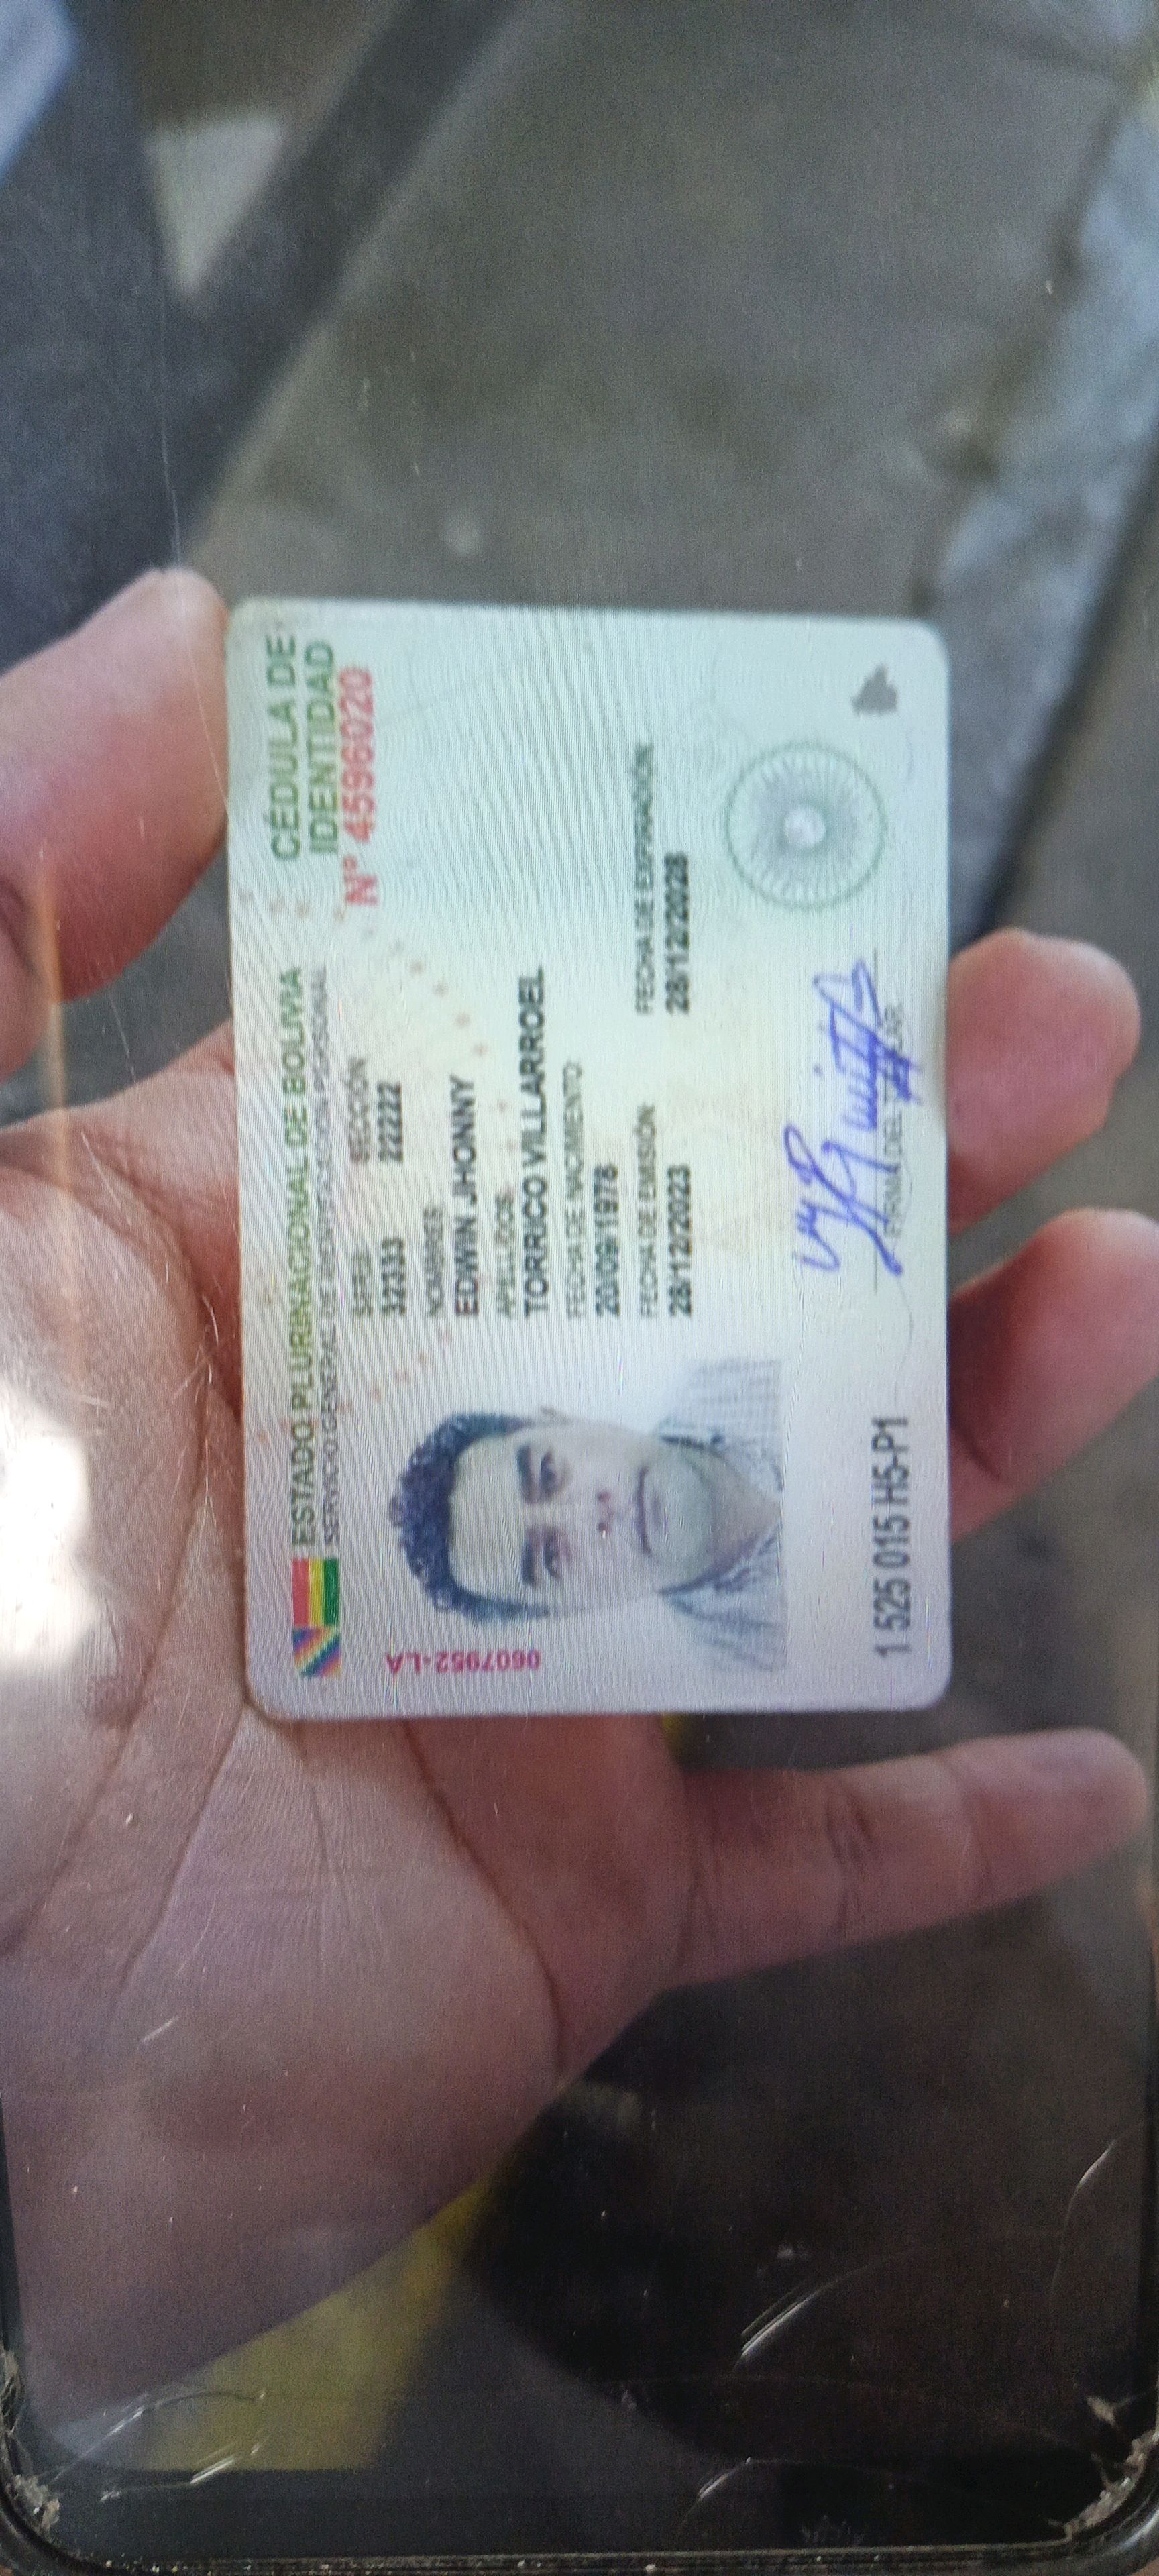 ESTADO PLURINACIONAL DE BOLIVIA
SERVICIO GENERAL DE IDENTIFICACIÓN PERSONAL
CÉDULA DE
IDENTIDAD
N° 4596020
SERIE SECCIÓN
32333 22222
NOMBRES
EDWIN JHONNY
APELLIDOS:
TORRICO VILLARROEL
FECHA DE NACIMIENTO:
20/09/1978
FECHA DE EMISIÓN: FECHA DE EXPIRACIÓN:
28/12/2023 28/12/2028
0607952-LA
FIRMA DEL TITULAR
1 525 015 H5-P1